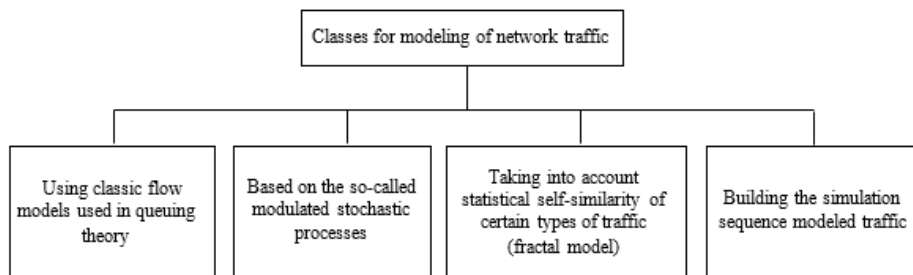 Classes for modeling of network traffic
Using classic flow
models used in queuing
theory
Based on the so-called
modulated stochastic
processes
Taking into account
statistical self-similarity of
certain types of traffic
(fractal model)
Building the simulation
sequence modeled traffic